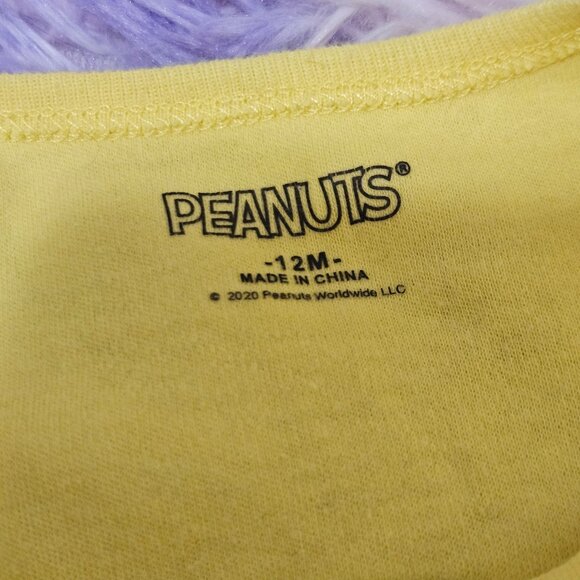 PEANUTS®
-12M-
MADE IN CHINA
© 2020 Peanuts Worldwide LLC